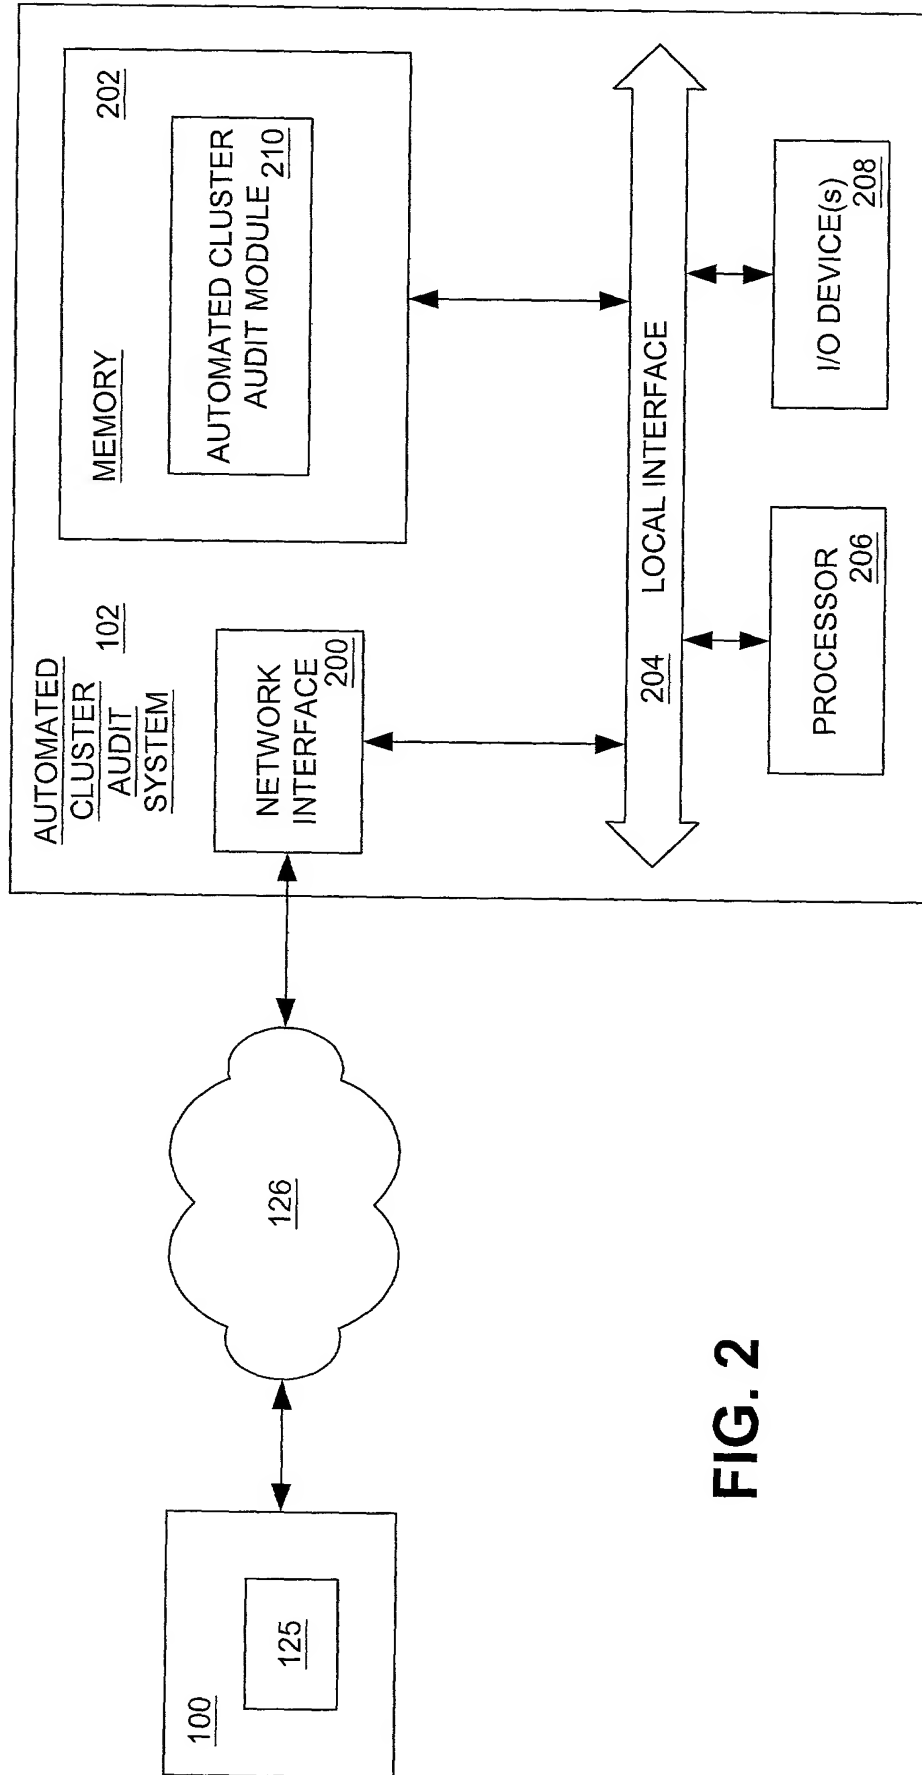 100
125
126
AUTOMATED
CLUSTER
AUDIT
SYSTEM
102
NETWORK
INTERFACE
200
MEMORY
202
AUTOMATED CLUSTER
AUDIT MODULE
210
204
LOCAL INTERFACE
PROCESSOR
206
I/O DEVICE(s)
208
FIG. 2